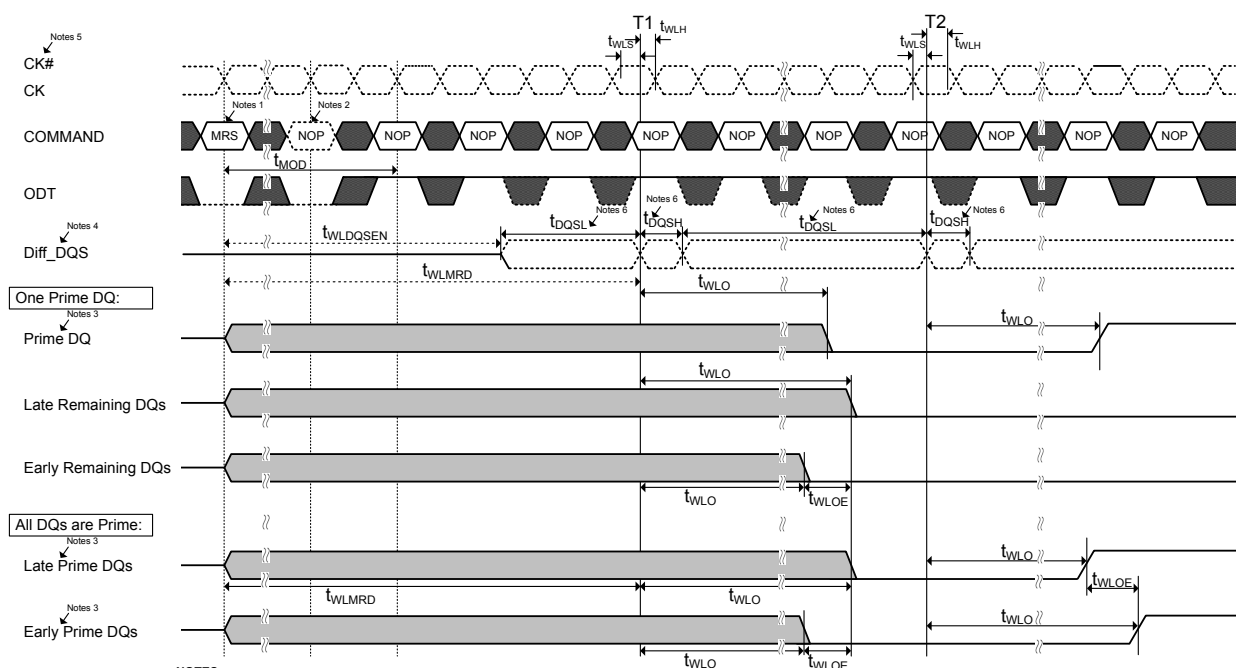 T1 T2
Notes 5
tWLS tWLH tWLS tWLH
CK#
CK
Notes 1 Notes 2
COMMAND MRS NOP NOP NOP NOP NOP NOP NOP NOP NOP NOP NOP
tMOD
ODT
Notes 6 Notes 6 Notes 6 Notes 6
tDQSL tDQSH tDQSL tDQSH
Notes 4
tWLDQSEN
Diff_DQS
tWLMRD
tWLO
One Prime DQ:
Notes 3
tWLO
Prime DQ
tWLO
Late Remaining DQs
Early Remaining DQs
tWLO tWLOE
All DQs are Prime:
Notes 3
tWLO
Late Prime DQs
tWLOE
tWLMRD tWLO
Notes 3
tWLO
Early Prime DQs
tWLO tWLOE